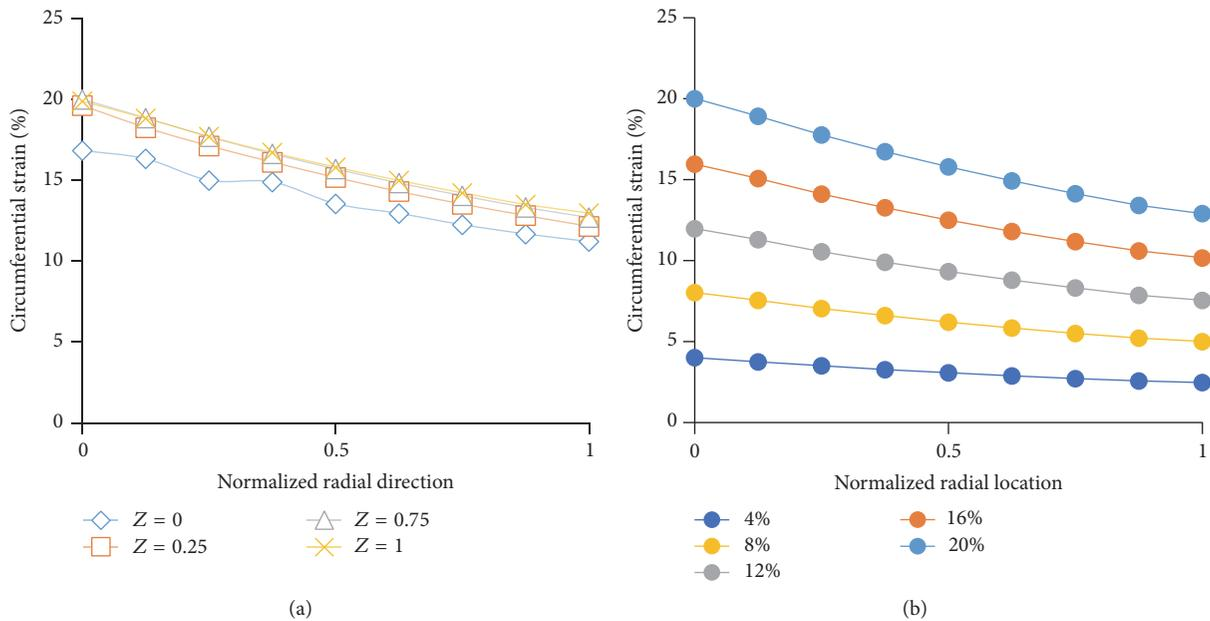 25
20
15
10
5
0
Circumferential strain (%)
0
0.5
1
Normalized radial direction
Z = 0
Z = 0.75
Z = 0.25
Z = 1
(a)
25
20
15
10
5
0
Circumferential strain (%)
0
0.5
1
Normalized radial location
4%
16%
8%
20%
12%
(b)